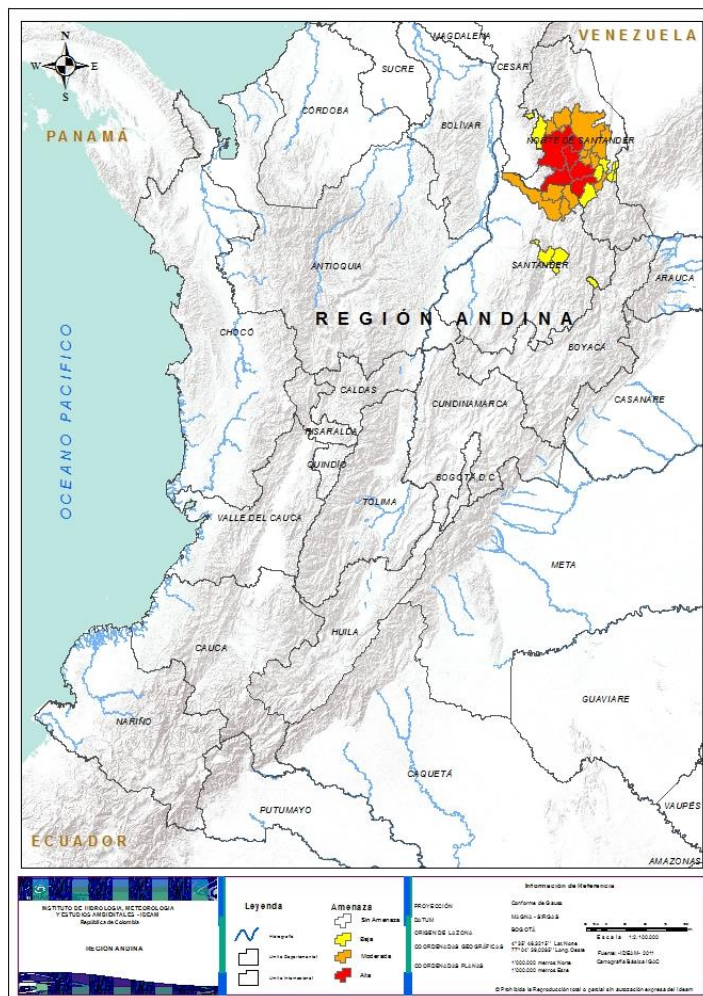 MAGDALENA
VENEZUELA
N
W E
S
SUCRE
CESAR
CÓRDOBA
BOLÍVAR
PANAMÁ
NORTE DE SANTANDER
ANTIOQUIA
SANTANDER
ARAUCA
REGIÓN ANDINA
CHOCÓ
BOYACÁ
OCEANO PACIFICO
CALDAS
CUNDINAMARCA
CASANARE
RISARALDA
QUINDÍO
BOGOTÁ D.C
TOLIMA
VALLE DEL CAUCA
META
HUILA
CAUCA
GUAVIARE
NARIÑO
CAQUETÁ
PUTUMAYO
VAUPÉS
ECUADOR
AMAZONAS
INSTITUTO DE HIDROLOGIA, METEOROLOGIA
Y ESTUDIOS AMBIENTALES - IDEAM
República de Colombia
REGIÓN ANDINA
Leyenda
Hidrografía
Límite Departamental
Límite Internacional
Amenaza
Sin Amenaza
Baja
Moderada
Alta
Información de Referencia
PROYECCIÓN Conforme de Gauss
DATUM MAGNA - SIRGAS
ORIGEN DE LA ZONA BOGOTÁ
COORDENADAS GEOGRÁFICAS
COORDENADAS PLANAS 1'000.000 metros Norte
1'000.000 metros Este
Escala 1:2.100.000
Fuente: IDEAM- 2011
Cartografía Básica IGAC
© Prohibida la Reproducción total o parcial sin autorización expresa del Ideam